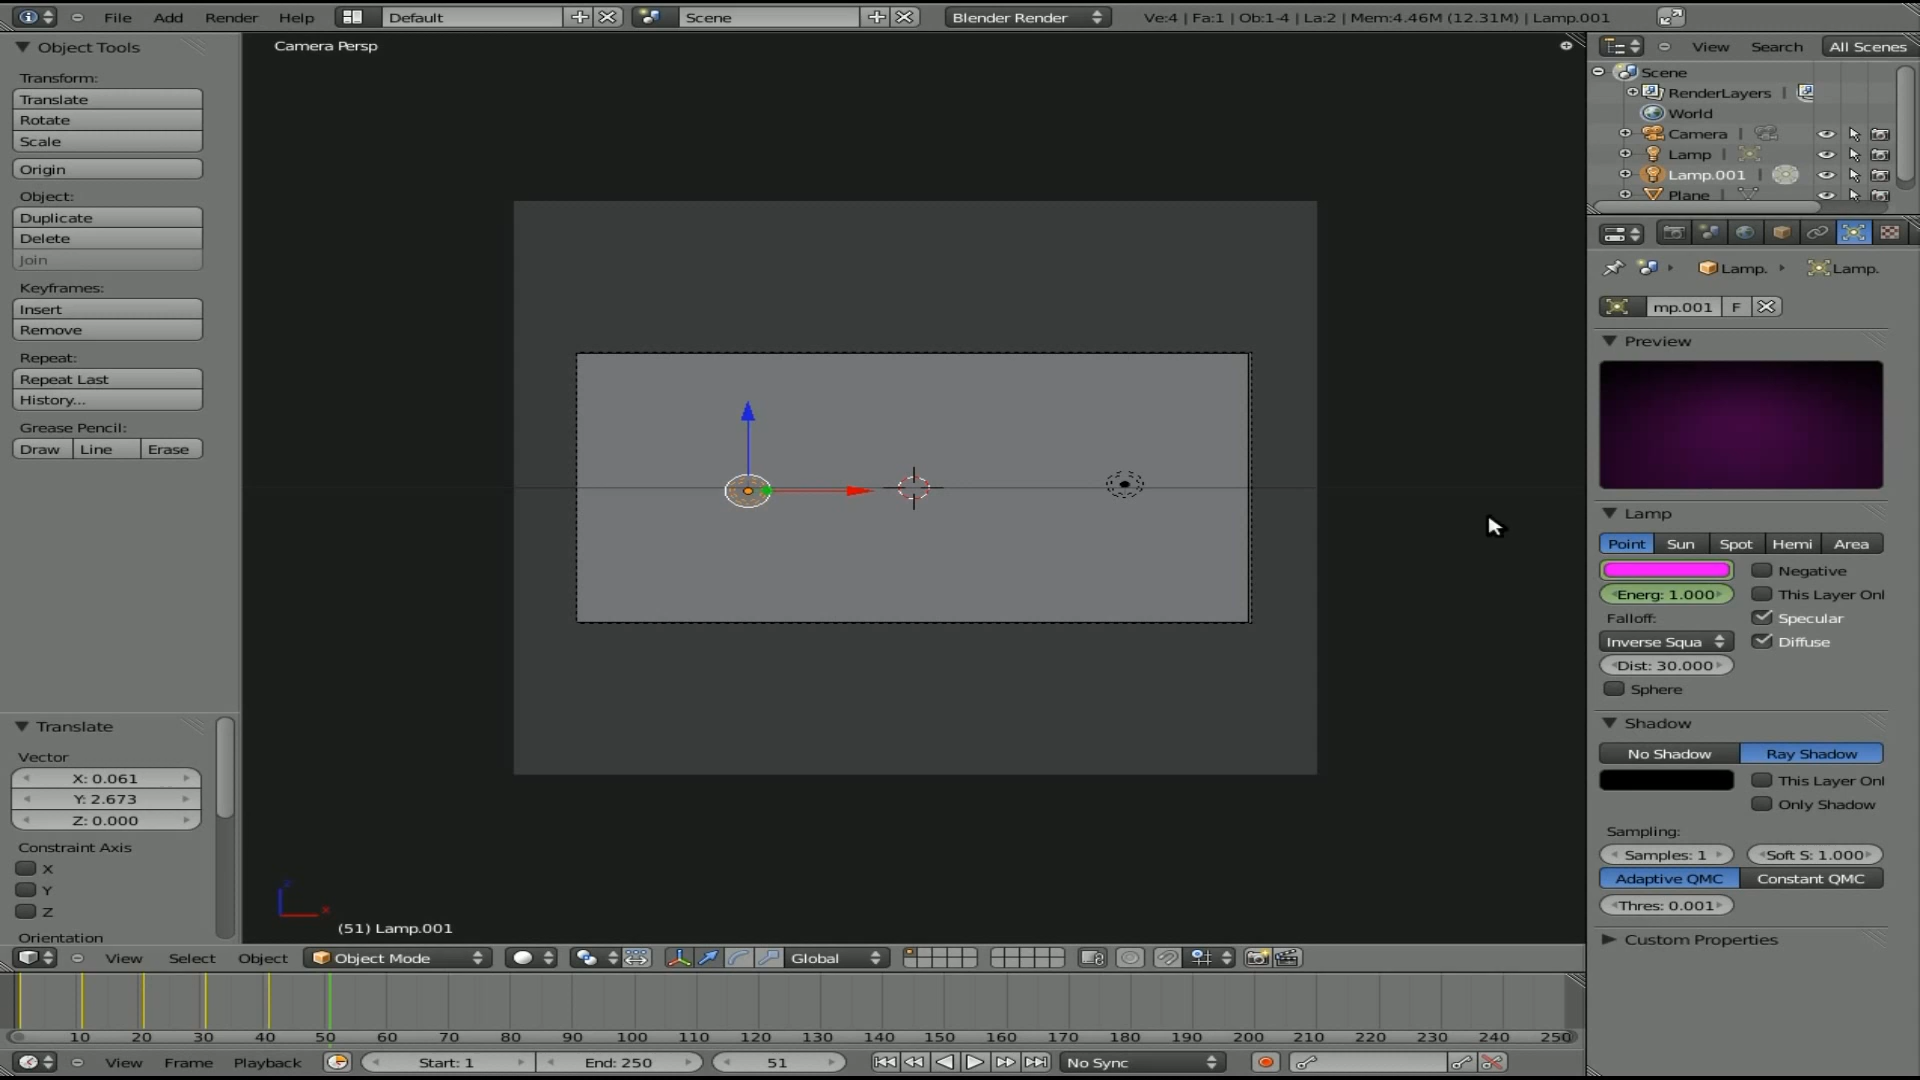 File Add Render Help Default Scene Blender Render Ve:4 | Fa:1 | Ob:1-4 | La:2 | Mem:4.46M (12.31M) | Lamp.001
Object Tools
Transform:
Translate
Rotate
Scale
Origin
Object:
Duplicate
Delete
Join
Keyframes:
Insert
Remove
Repeat:
Repeat Last
History...
Grease Pencil:
Draw Line Erase
Translate
Vector
X: 0.061
Y: 2.673
Z: 0.000
Constraint Axis
X
Y
Z
Orientation
Camera Persp
(51) Lamp.001
View Select Object Object Mode Global
10 20 30 40 50 60 70 80 90 100 110 120 130 140 150 160 170 180 190 200 210 220 230 240 250
View Frame Playback Start: 1 End: 250 51 No Sync
View Search All Scenes
Scene
RenderLayers |
World
Camera |
Lamp |
Lamp.001 |
Plane |
Lamp. Lamp.
mp.001 F
Preview
Lamp
Point Sun Spot Hemi Area
Negative
Energ: 1.000 This Layer Onl
Falloff: Specular
Inverse Squa Diffuse
Dist: 30.000
Sphere
Shadow
No Shadow Ray Shadow
This Layer Onl
Only Shadow
Sampling:
Samples: 1 Soft S: 1.000
Adaptive QMC Constant QMC
Thres: 0.001
Custom Properties